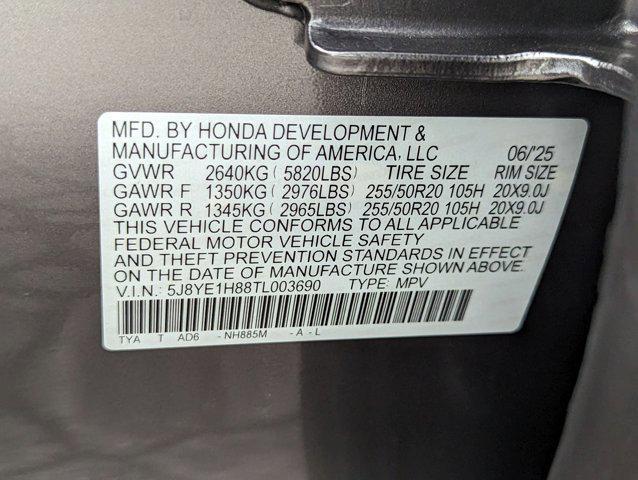 MFD. BY HONDA DEVELOPMENT &
MANUFACTURING OF AMERICA, LLC 06/'25
GVWR 2640KG ( 5820LBS ) TIRE SIZE RIM SIZE
GAWR F 1350KG ( 2976LBS ) 255/50R20 105H 20X9.0J
GAWR R 1345KG ( 2965LBS ) 255/50R20 105H 20X9.0J
THIS VEHICLE CONFORMS TO ALL APPLICABLE
FEDERAL MOTOR VEHICLE SAFETY
AND THEFT PREVENTION STANDARDS IN EFFECT
ON THE DATE OF MANUFACTURE SHOWN ABOVE.
V.I.N.: 5J8YE1H88TL003690 TYPE: MPV
TYA T AD6 - NH885M - A - L